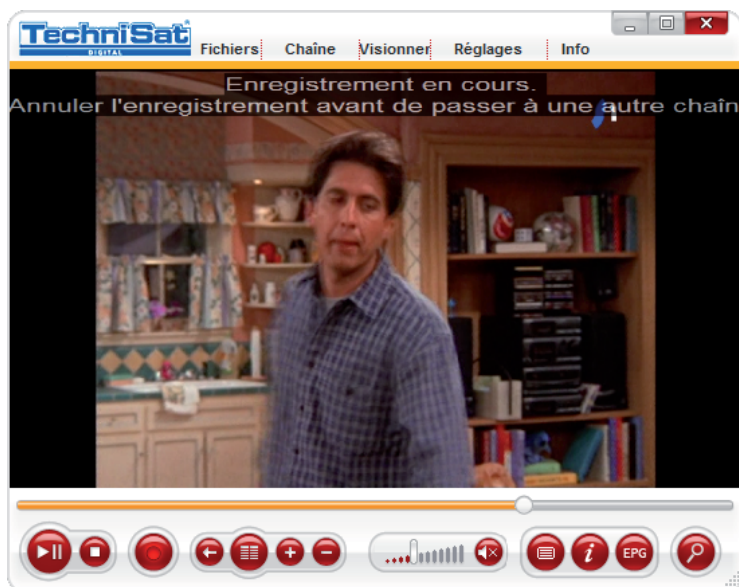 TechniSat
DIGITAL
Fichiers Chaîne Visionner Réglages Info
Enregistrement en cours.
Annuler l'enregistrement avant de passer à une autre chaîn
EPG